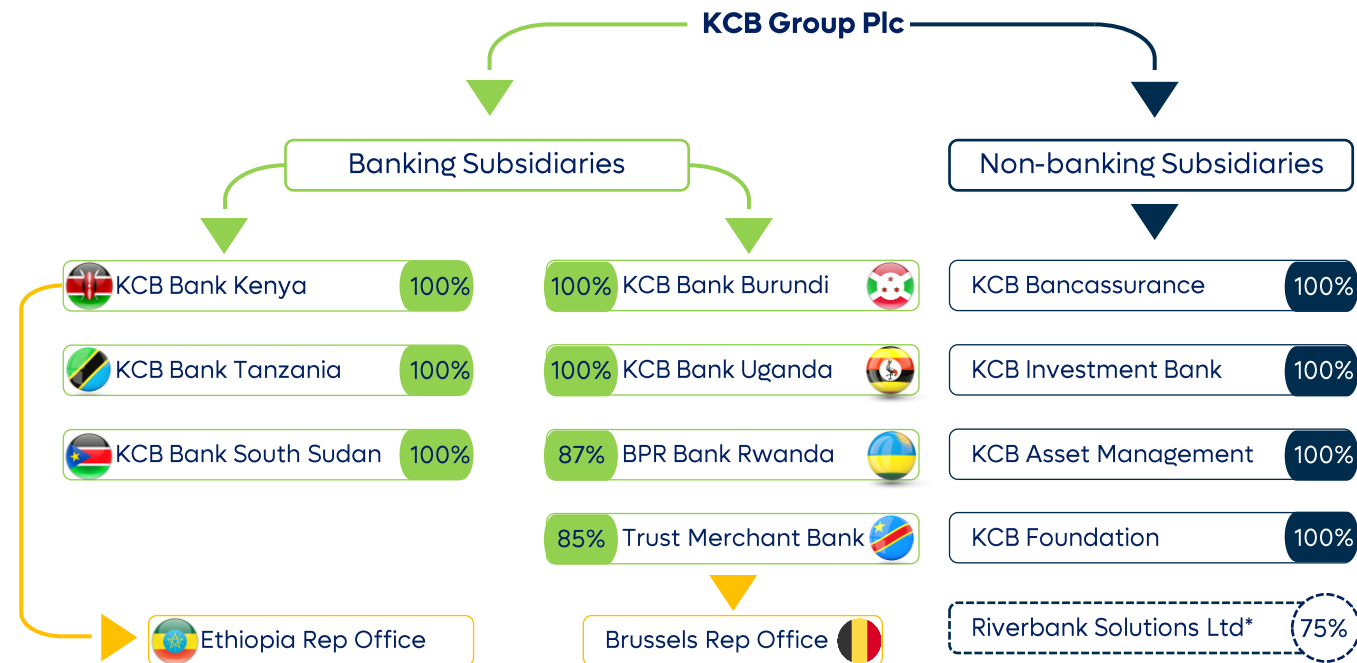 KCB Group Plc
Banking Subsidiaries
Non-banking Subsidiaries
KCB Bank Kenya 100%
100% KCB Bank Burundi
KCB Bancassurance 100%
KCB Bank Tanzania 100%
100% KCB Bank Uganda
KCB Investment Bank 100%
KCB Bank South Sudan 100%
87% BPR Bank Rwanda
KCB Asset Management 100%
85% Trust Merchant Bank
KCB Foundation 100%
Ethiopia Rep Office
Brussels Rep Office
Riverbank Solutions Ltd* 75%